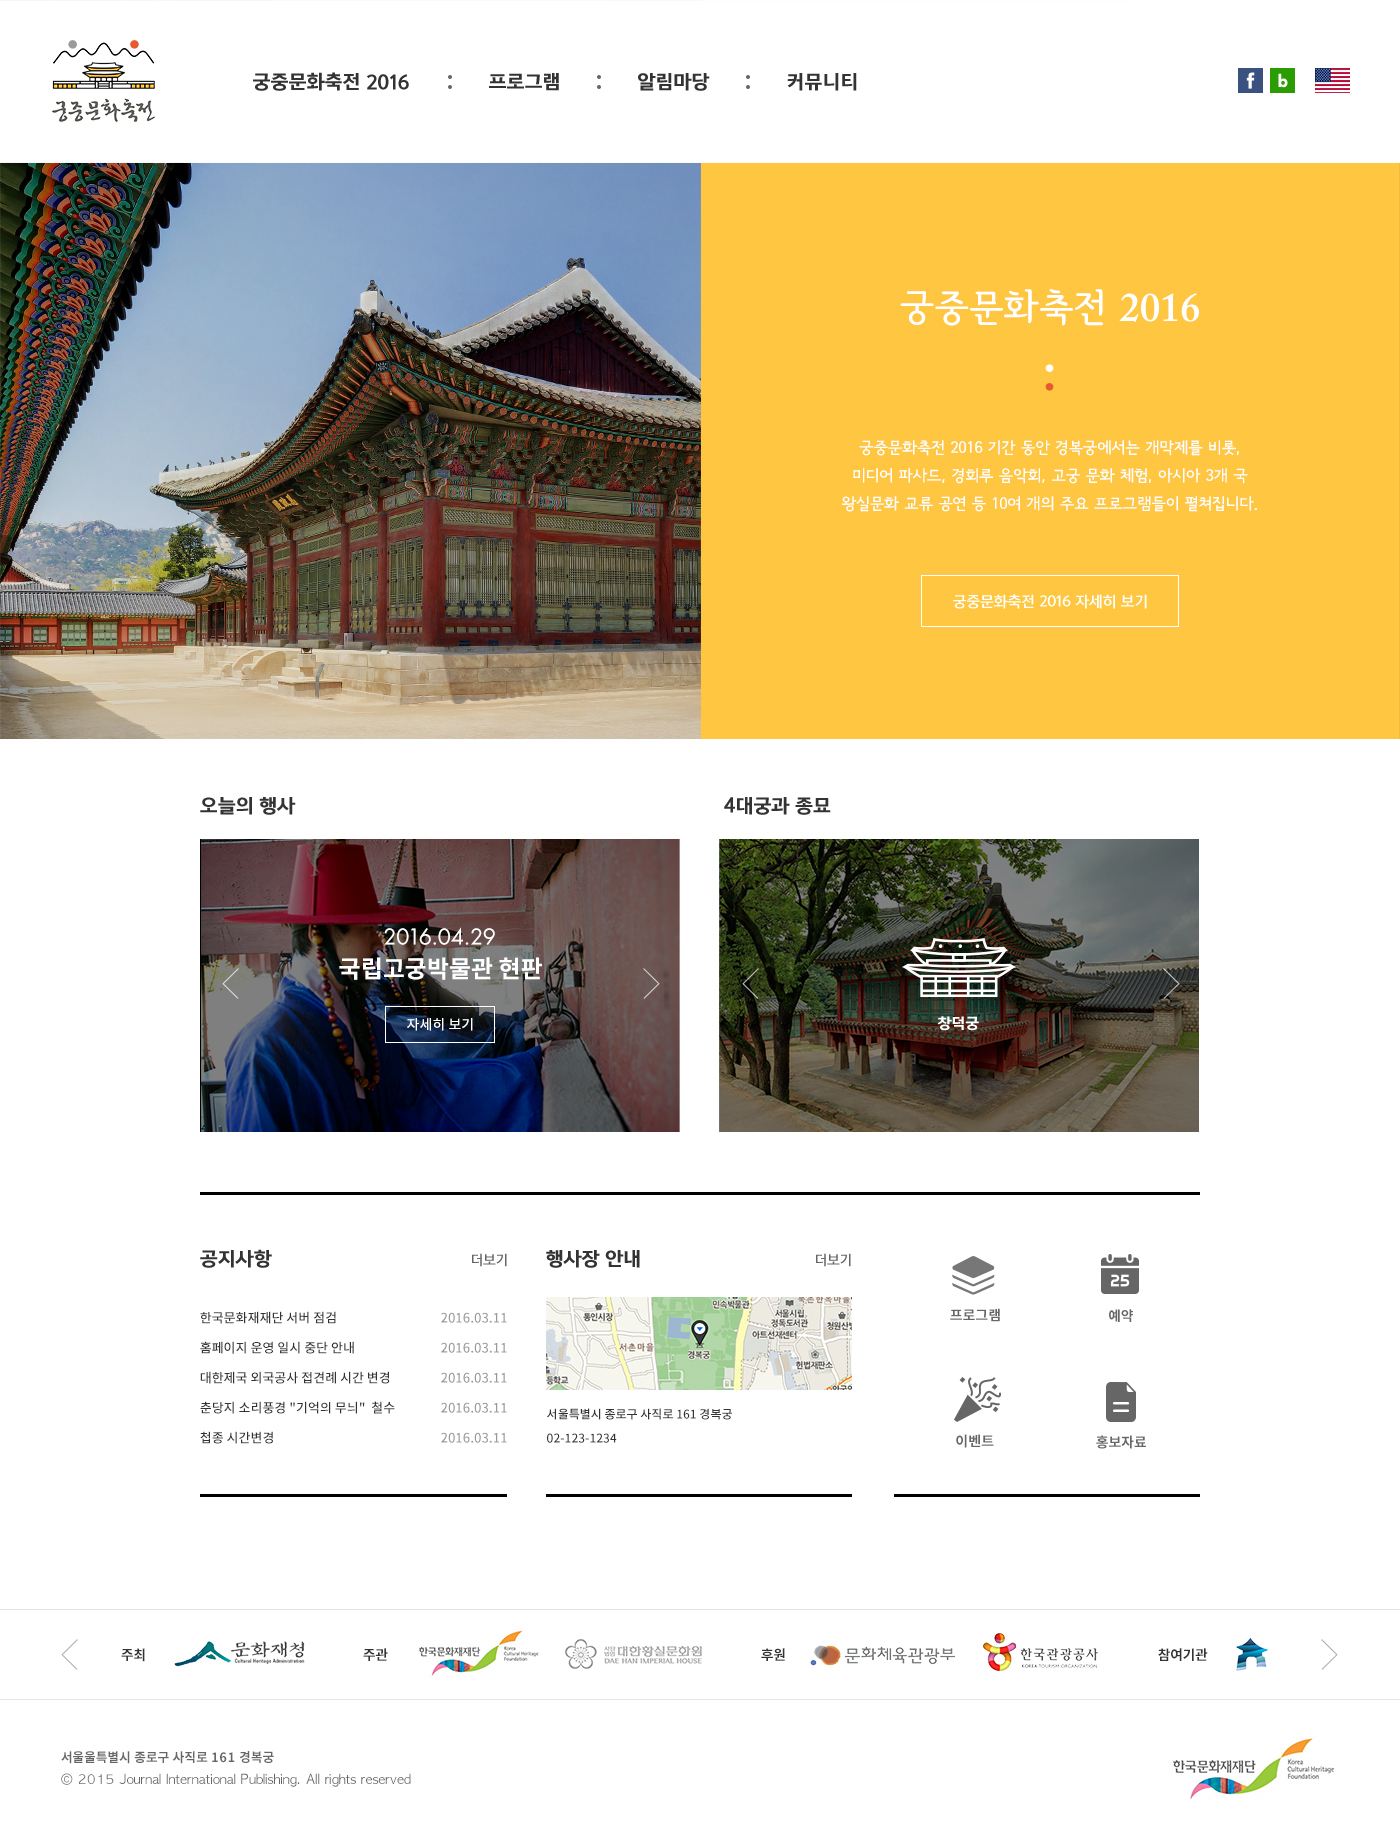 궁중문화축전
궁중문화축전 2016 : 프로그램 : 알림마당 : 커뮤니티
f b
궁중문화축전 2016
궁중문화축전 2016 기간 동안 경복궁에서는 개막제를 비롯,
미디어 파사드, 경회루 음악회, 고궁 문화 체험, 아시아 3개 국
왕실문화 교류 공연 등 10여 개의 주요 프로그램들이 펼쳐집니다.
궁중문화축전 2016 자세히 보기
오늘의 행사
2016.04.29
국립고궁박물관 현판
자세히 보기
4대궁과 종묘
창덕궁
공지사항 더보기
한국문화재재단 서버 점검 2016.03.11
홈페이지 운영 일시 중단 안내 2016.03.11
대한제국 외국공사 접견례 시간 변경 2016.03.11
춘당지 소리풍경 "기억의 무늬" 철수 2016.03.11
첩종 시간변경 2016.03.11
행사장 안내 더보기
민속박물관
통인시장
서울시립
정독도서관
청원산
아트선재센터
서촌마을
경복궁
헌법재판소
등학교
서울특별시 종로구 사직로 161 경복궁
02-123-1234
프로그램
25
예약
이벤트
홍보자료
주최
문화재청
Cultural Heritage Administration
주관
한국문화재재단
Korea
Cultural Heritage
Foundation
대한황실문화원
DAE HAN IMPERIAL HOUSE
후원
문화체육관광부
한국관광공사
KOREA TOURISM ORGANIZATION
참여기관
서울울특별시 종로구 사직로 161 경복궁
© 2015 Journal International Publishing. All rights reserved
한국문화재재단
Korea
Cultural Heritage
Foundation